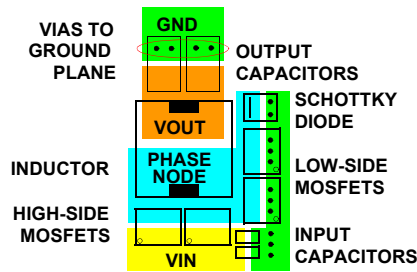 GND
VIAS TO
GROUND
PLANE
OUTPUT
CAPACITORS
SCHOTTKY
DIODE
VOUT
INDUCTOR
PHASE
NODE
LOW-SIDE
MOSFETS
HIGH-SIDE
MOSFETS
INPUT
CAPACITORS
VIN